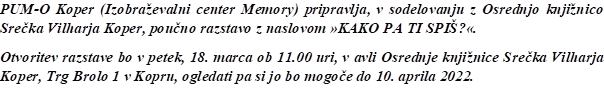 PUM-O Koper (Izobraževalni center Memory) pripravlja, v sodelovanju z Osrednjo knjižnico
Srečka Vilharja Koper, poučno razstavo z naslovom »KAKO PA TI SPIŠ?«.
Otvoritev razstave bo v petek, 18. marca ob 11.00 uri, v avli Osrednje knjižnice Srečka Vilharja
Koper, Trg Brolo 1 v Kopru, ogledati pa si jo bo mogoče do 10. aprila 2022.